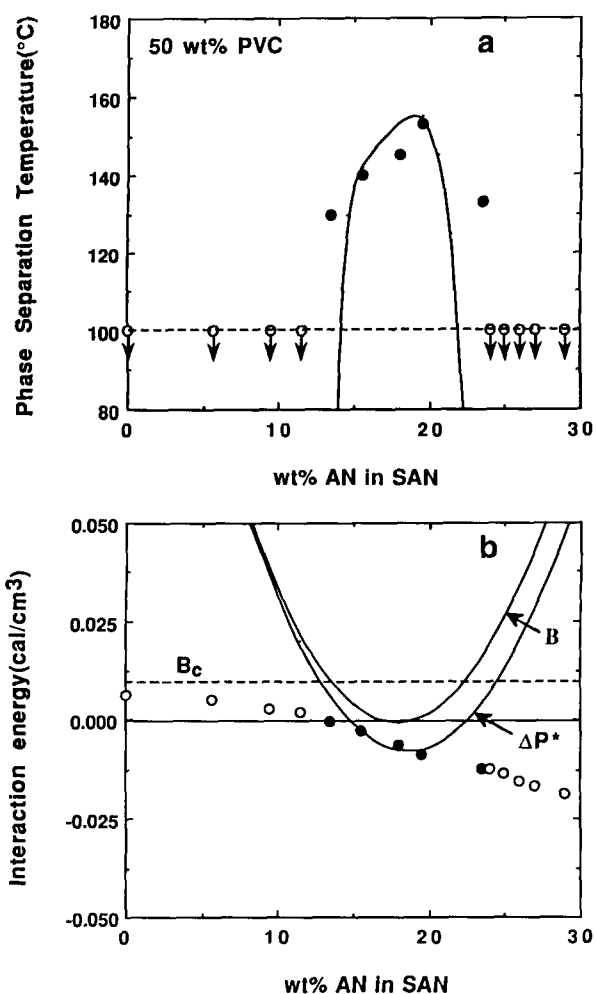 180
50 wt% PVC
a
160
140
120
100
80
0
10
20
30
Phase Separation Temperature(°C)
wt% AN in SAN
0.050
b
0.025
B
Bc
0.000
ΔP*
-0.025
-0.050
0
10
20
30
Interaction energy(cal/cm³)
wt% AN in SAN